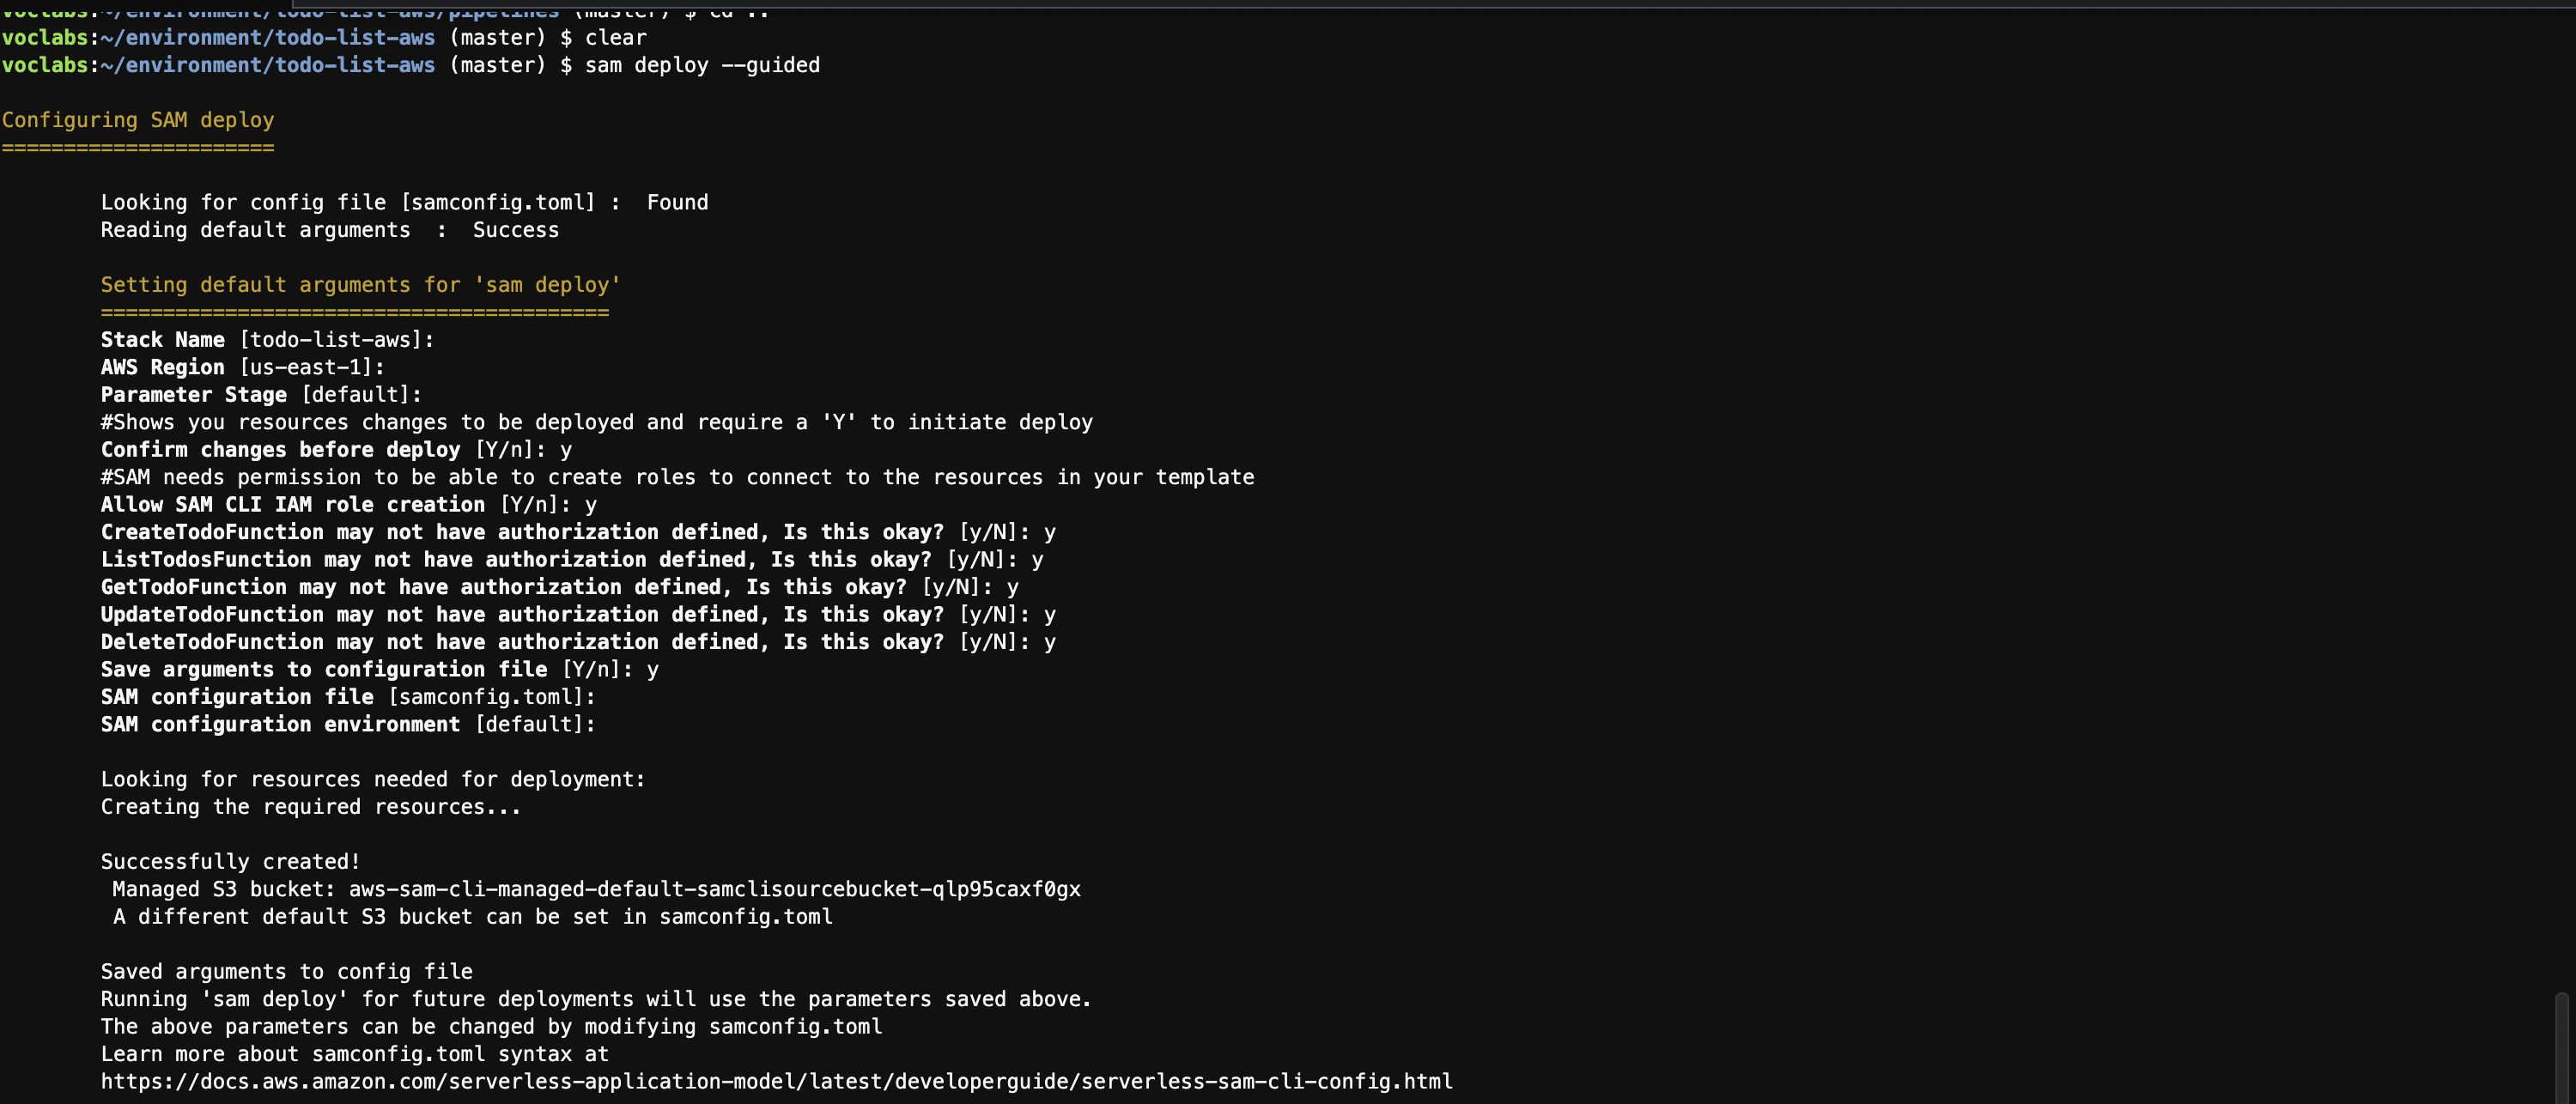 voclabs:~/environment/todo-list-aws/pipelines (master) $ cd ..
voclabs:~/environment/todo-list-aws (master) $ clear
voclabs:~/environment/todo-list-aws (master) $ sam deploy --guided
Configuring SAM deploy
======================
Looking for config file [samconfig.toml] :  Found
Reading default arguments  :  Success
Setting default arguments for 'sam deploy'
=========================================
Stack Name [todo-list-aws]:
AWS Region [us-east-1]:
Parameter Stage [default]:
#Shows you resources changes to be deployed and require a 'Y' to initiate deploy
Confirm changes before deploy [Y/n]: y
#SAM needs permission to be able to create roles to connect to the resources in your template
Allow SAM CLI IAM role creation [Y/n]: y
CreateTodoFunction may not have authorization defined, Is this okay? [y/N]: y
ListTodosFunction may not have authorization defined, Is this okay? [y/N]: y
GetTodoFunction may not have authorization defined, Is this okay? [y/N]: y
UpdateTodoFunction may not have authorization defined, Is this okay? [y/N]: y
DeleteTodoFunction may not have authorization defined, Is this okay? [y/N]: y
Save arguments to configuration file [Y/n]: y
SAM configuration file [samconfig.toml]:
SAM configuration environment [default]:
Looking for resources needed for deployment:
Creating the required resources...
Successfully created!
Managed S3 bucket: aws-sam-cli-managed-default-samclisourcebucket-qlp95caxf0gx
A different default S3 bucket can be set in samconfig.toml
Saved arguments to config file
Running 'sam deploy' for future deployments will use the parameters saved above.
The above parameters can be changed by modifying samconfig.toml
Learn more about samconfig.toml syntax at
https://docs.aws.amazon.com/serverless-application-model/latest/developerguide/serverless-sam-cli-config.html